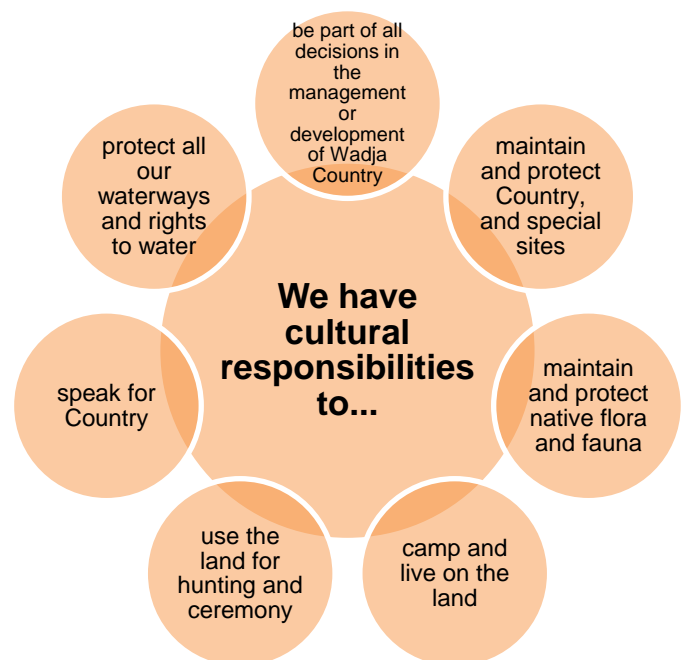 be part of all
decisions in
the
management
or
development
of Wadja
Country
maintain
and protect
Country,
and special
sites
maintain
and protect
native flora
and fauna
camp and
live on the
land
use the
land for
hunting and
ceremony
speak for
Country
protect all
our
waterways
and rights
to water
We have
cultural
responsibilities
to...